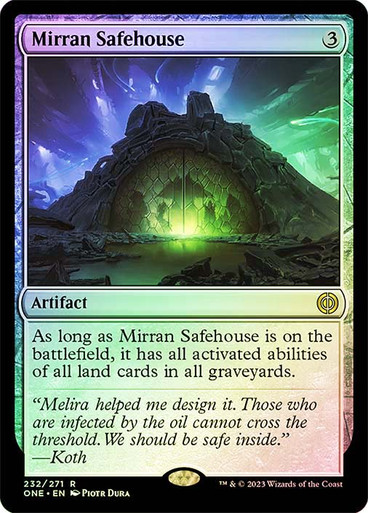 Mirran Safehouse 3
Artifact
As long as Mirran Safehouse is on the
battlefield, it has all activated abilities
of all land cards in all graveyards.
“Melira helped me design it. Those who
are infected by the oil cannot cross the
threshold. We should be safe inside.”
—Koth
232/271 R
ONE • EN Piotr Dura
™ & © 2023 Wizards of the Coast